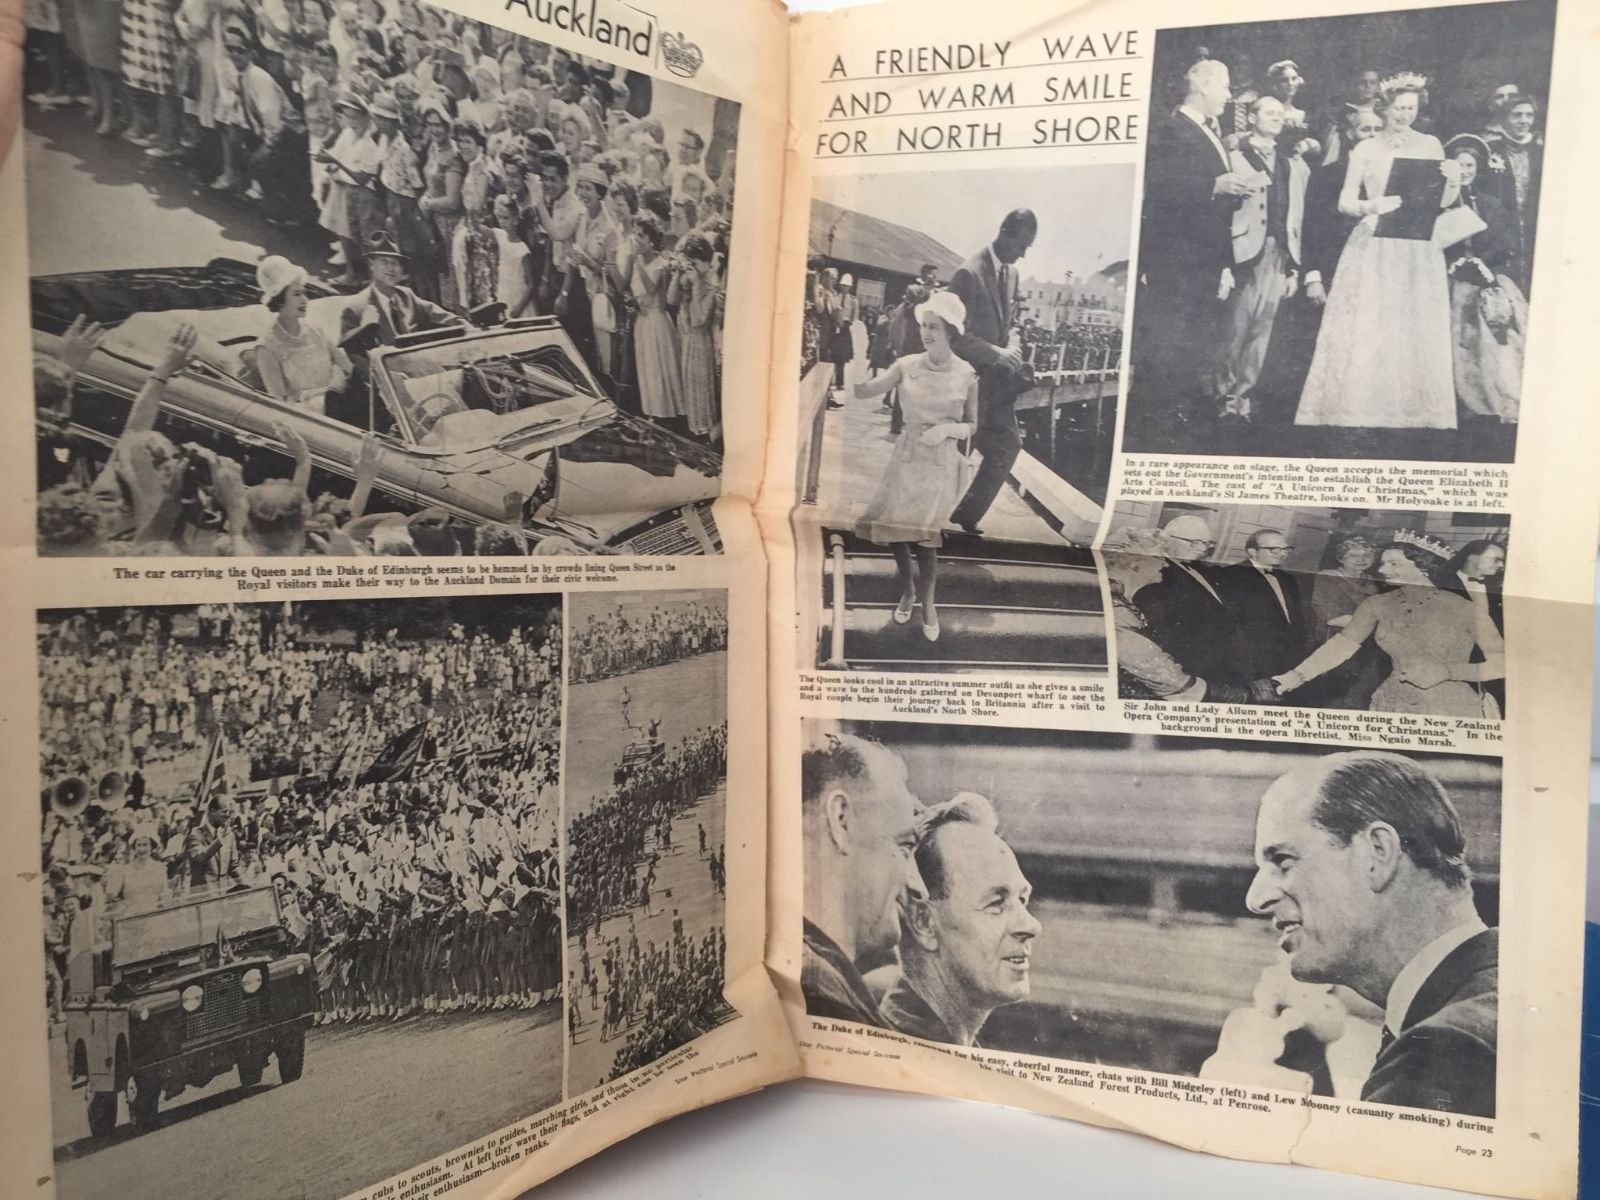 Auckland
The car carrying the Queen and the Duke of Edinburgh seems to be hemmed in by crowds lining Queen Street as the
Royal visitors make their way to the Auckland Domain for their civic welcome.
cubs to scouts, brownies to guides, marching girls, and those in no particular
enthusiasm. At left they wave their flags, and at right can be seen the
their enthusiasm—broken ranks.
Star Pictorial Special Souvenir
A FRIENDLY WAVE
AND WARM SMILE
FOR NORTH SHORE
In a rare appearance on stage, the Queen accepts the memorial which
sets out the Government's intention to establish the Queen Elizabeth II
Arts Council. The cast of "A Unicorn for Christmas," which was
played in Auckland's St James Theatre, looks on. Mr Holyoake is at left.
The Queen looks cool in an attractive summer outfit as she gives a smile
and a wave to the hundreds gathered on Devonport wharf to see the
Royal couple begin their journey back to Britannia after a visit to
Auckland's North Shore.
Sir John and Lady Allum meet the Queen during the New Zealand
Opera Company's presentation of "A Unicorn for Christmas." In the
background is the opera librettist, Miss Ngaio Marsh.
The Duke of Edinburgh, renowned for his easy, cheerful manner, chats with Bill Midgeley (left) and Lew Mooney (casually smoking) during
his visit to New Zealand Forest Products, Ltd., at Penrose.
Star Pictorial Special Souvenir
Page 23